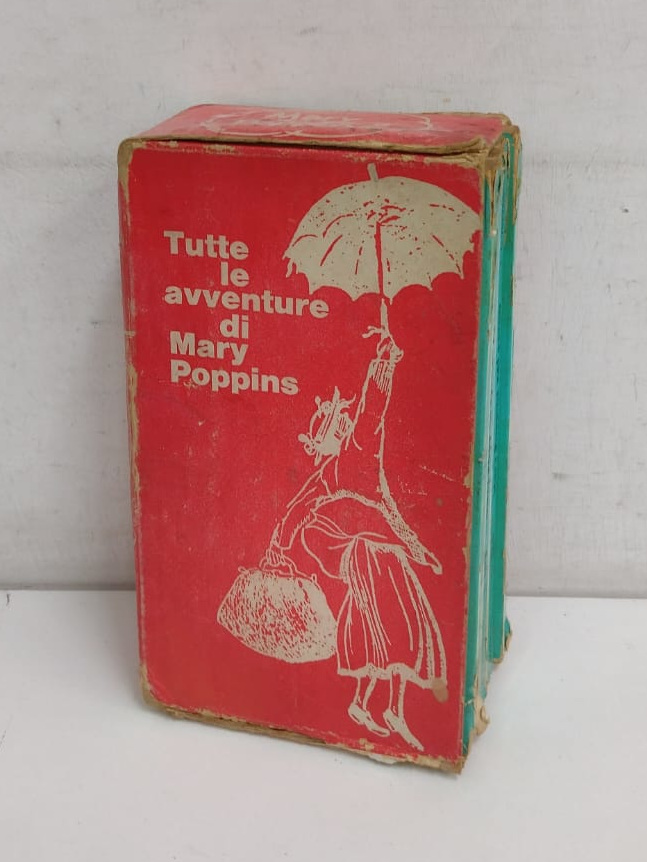 Tutte
le
avventure
di
Mary
Poppins